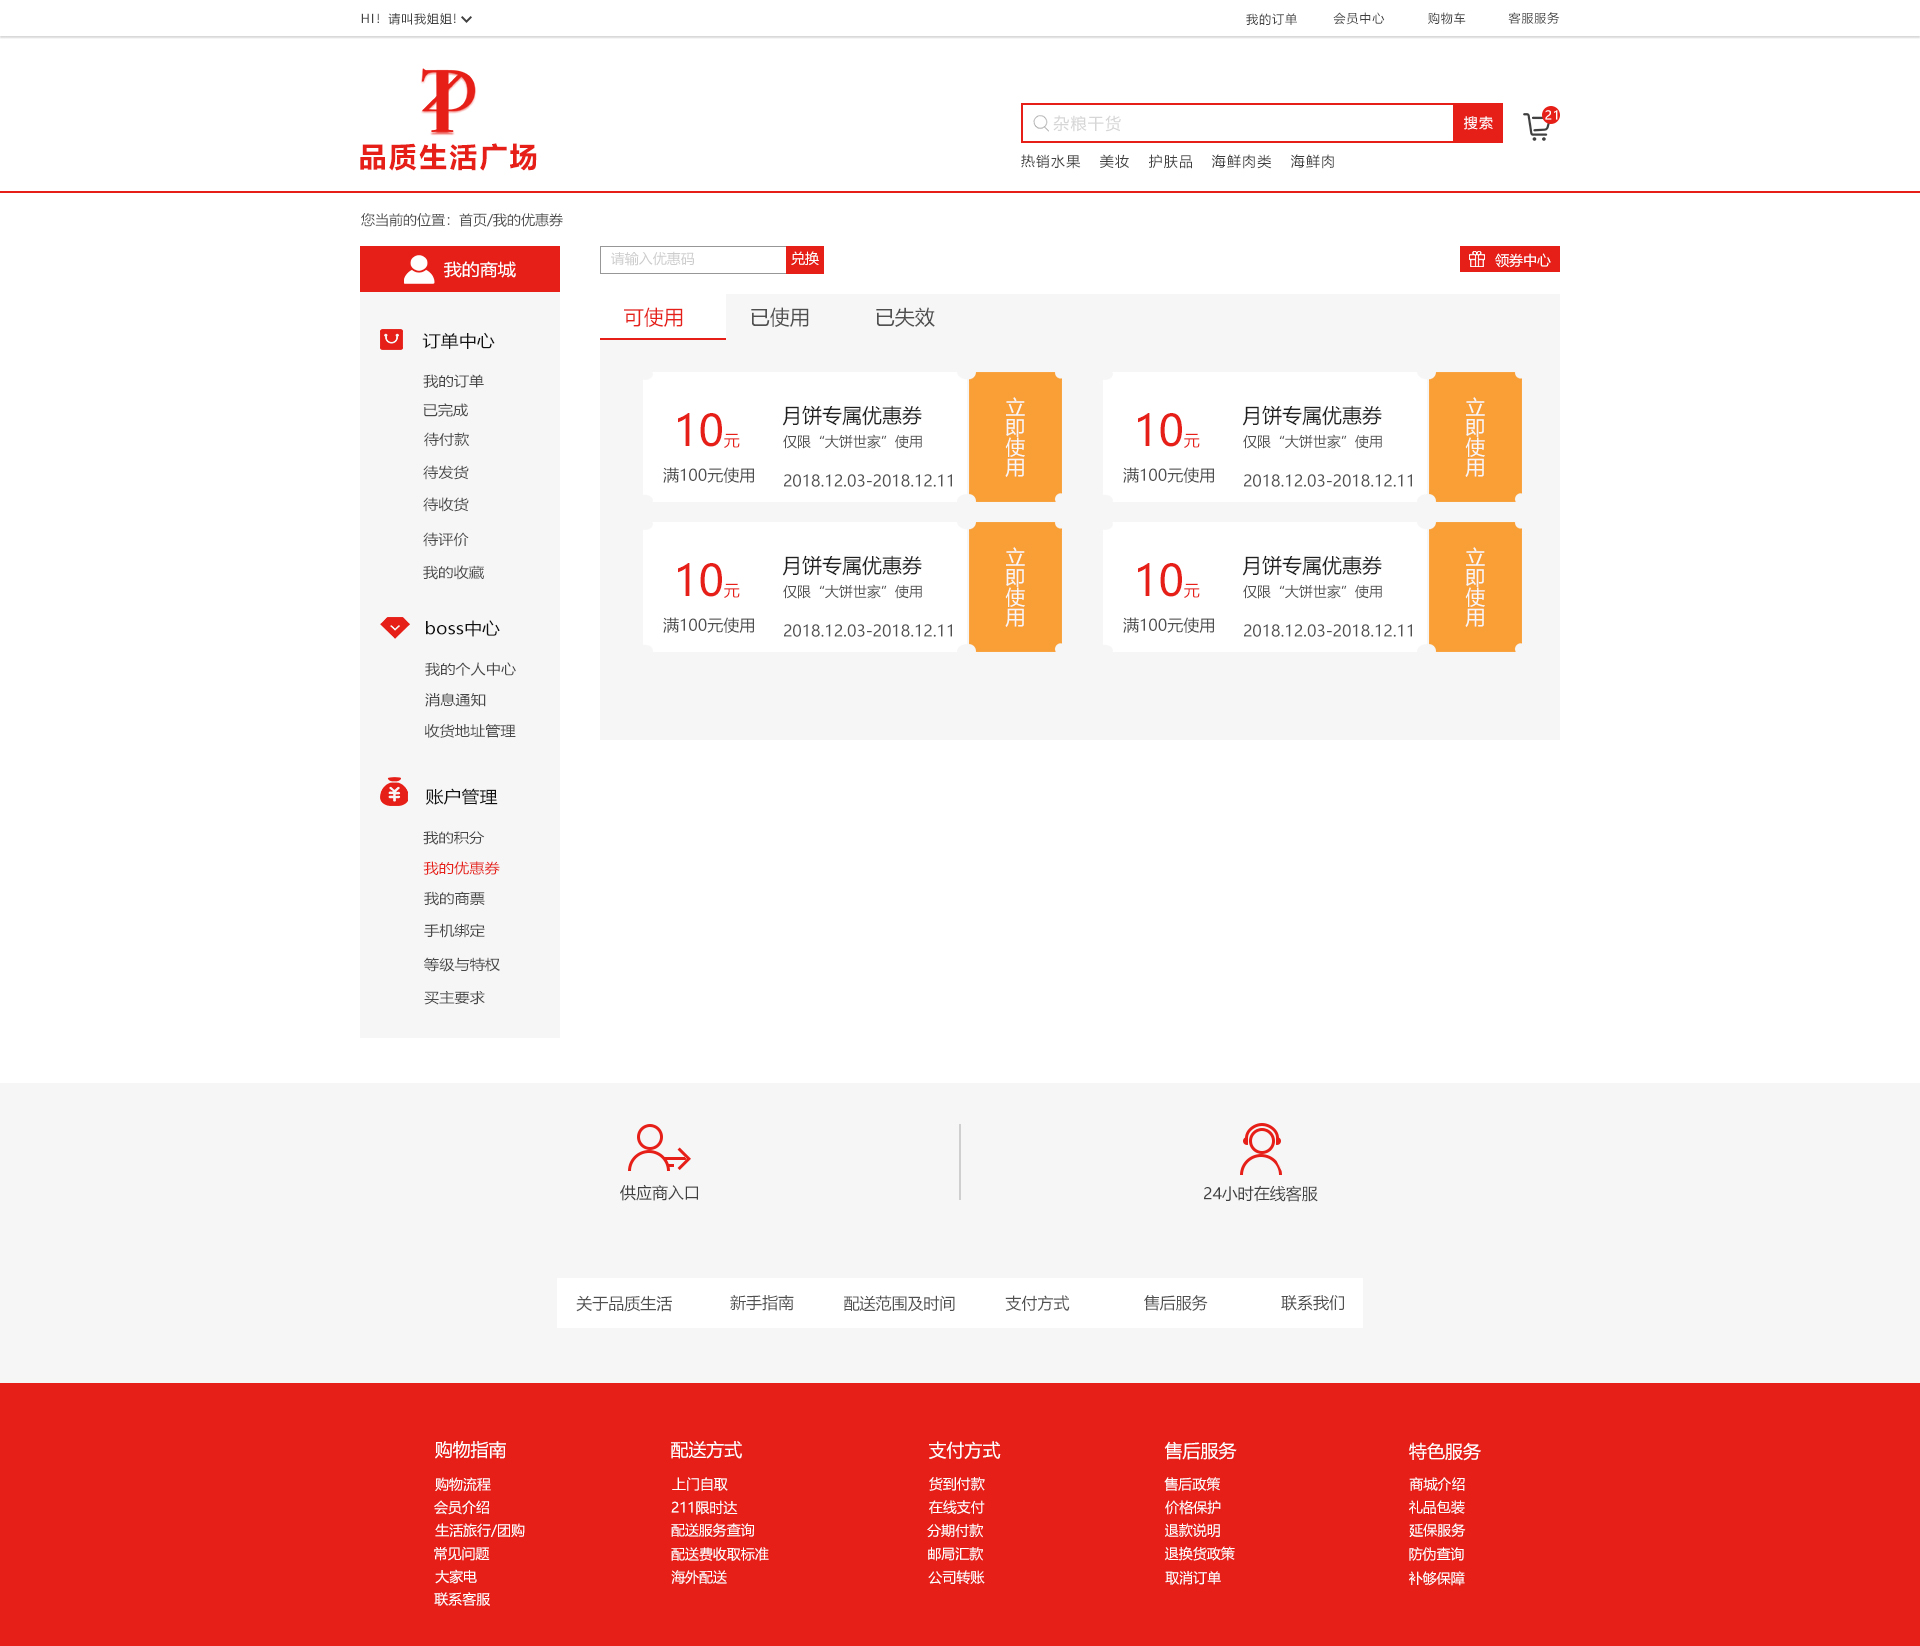 HI！请叫我姐姐!
我的订单 会员中心 购物车 客服服务
品质生活广场
杂粮干货 搜索 21
热销水果 美妆 护肤品 海鲜肉类 海鲜肉
您当前的位置：首页/我的优惠券
我的商城
订单中心
我的订单
已完成
待付款
待发货
待收货
待评价
我的收藏
boss中心
我的个人中心
消息通知
收货地址管理
账户管理
我的积分
我的优惠券
我的商票
手机绑定
等级与特权
买主要求
请输入优惠码 兑换 领券中心
可使用 已使用 已失效
10元
满100元使用
月饼专属优惠券
仅限“大饼世家”使用
2018.12.03-2018.12.11
立即使用
10元
满100元使用
月饼专属优惠券
仅限“大饼世家”使用
2018.12.03-2018.12.11
立即使用
10元
满100元使用
月饼专属优惠券
仅限“大饼世家”使用
2018.12.03-2018.12.11
立即使用
10元
满100元使用
月饼专属优惠券
仅限“大饼世家”使用
2018.12.03-2018.12.11
立即使用
供应商入口 24小时在线客服
关于品质生活 新手指南 配送范围及时间 支付方式 售后服务 联系我们
购物指南
购物流程
会员介绍
生活旅行/团购
常见问题
大家电
联系客服
配送方式
上门自取
211限时达
配送服务查询
配送费收取标准
海外配送
支付方式
货到付款
在线支付
分期付款
邮局汇款
公司转账
售后服务
售后政策
价格保护
退款说明
退换货政策
取消订单
特色服务
商城介绍
礼品包装
延保服务
防伪查询
补够保障